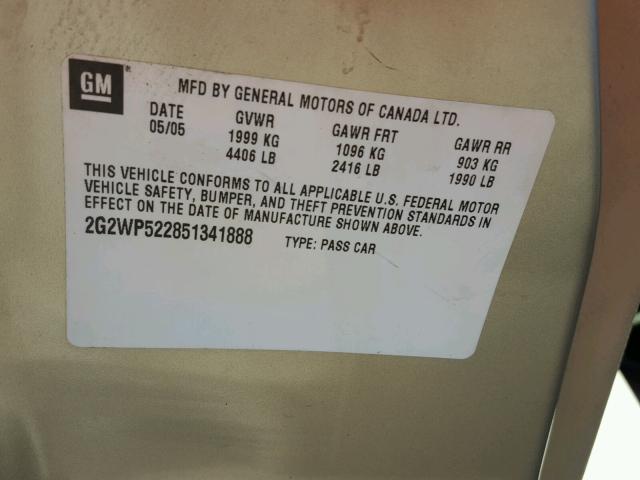 GM
MFD BY GENERAL MOTORS OF CANADA LTD.
DATE GVWR GAWR FRT GAWR RR
05/05 1999 KG 1096 KG 903 KG
4406 LB 2416 LB 1990 LB
THIS VEHICLE CONFORMS TO ALL APPLICABLE U.S. FEDERAL MOTOR
VEHICLE SAFETY, BUMPER, AND THEFT PREVENTION STANDARDS IN
EFFECT ON THE DATE OF MANUFACTURE SHOWN ABOVE.
2G2WP522851341888 TYPE: PASS CAR